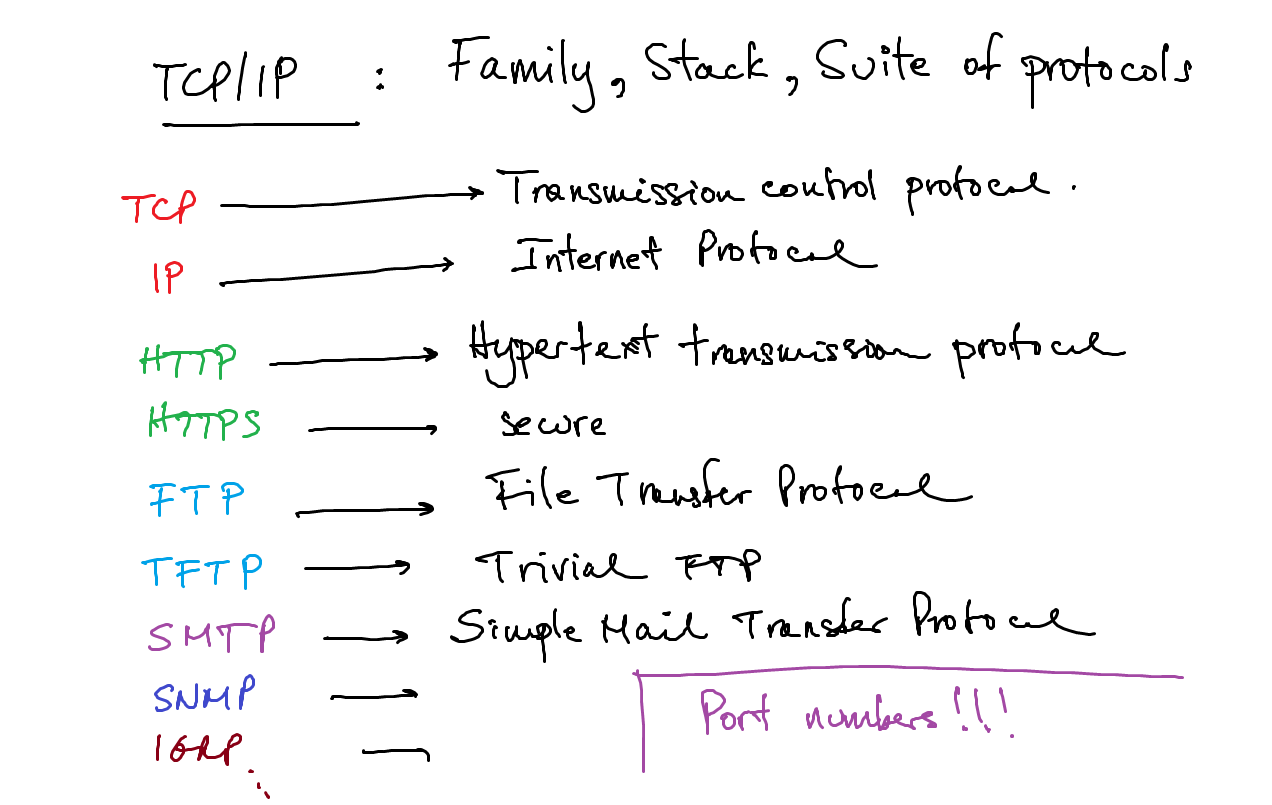 TCP/IP : Family, Stack, Suite of protocols
TCP → Transmission control protocol.
IP → Internet Protocol
HTTP → Hypertext transmission protocol
HTTPS → secure
FTP → File Transfer Protocol
TFTP → Trivial FTP
SMTP → Simple Mail Transfer Protocol
SNMP →
IGRP
Port numbers!!!